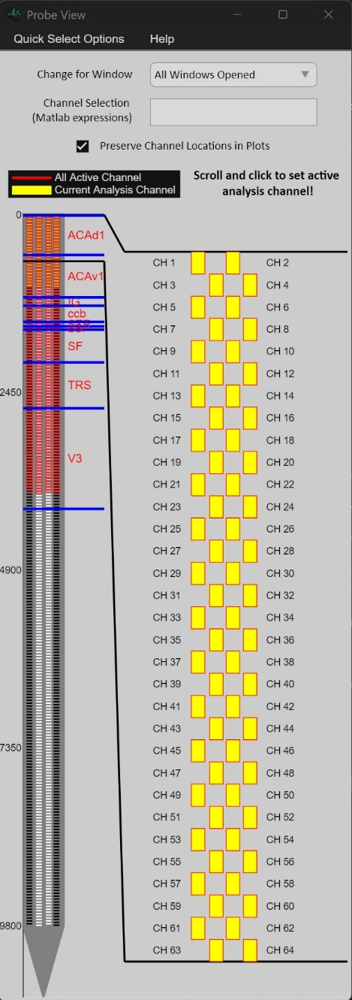 Probe View
Quick Select Options Help
Change for Window All Windows Opened
Channel Selection
(Matlab expressions)
Preserve Channel Locations in Plots
All Active Channel
Current Analysis Channel
Scroll and click to set active
analysis channel!
0
ACAd1
ACAv1
IG
ccb
SF
2450
TRS
V3
4900
7350
9800
CH 1 CH 2
CH 3 CH 4
CH 5 CH 6
CH 7 CH 8
CH 9 CH 10
CH 11 CH 12
CH 13 CH 14
CH 15 CH 16
CH 17 CH 18
CH 19 CH 20
CH 21 CH 22
CH 23 CH 24
CH 25 CH 26
CH 27 CH 28
CH 29 CH 30
CH 31 CH 32
CH 33 CH 34
CH 35 CH 36
CH 37 CH 38
CH 39 CH 40
CH 41 CH 42
CH 43 CH 44
CH 45 CH 46
CH 47 CH 48
CH 49 CH 50
CH 51 CH 52
CH 53 CH 54
CH 55 CH 56
CH 57 CH 58
CH 59 CH 60
CH 61 CH 62
CH 63 CH 64